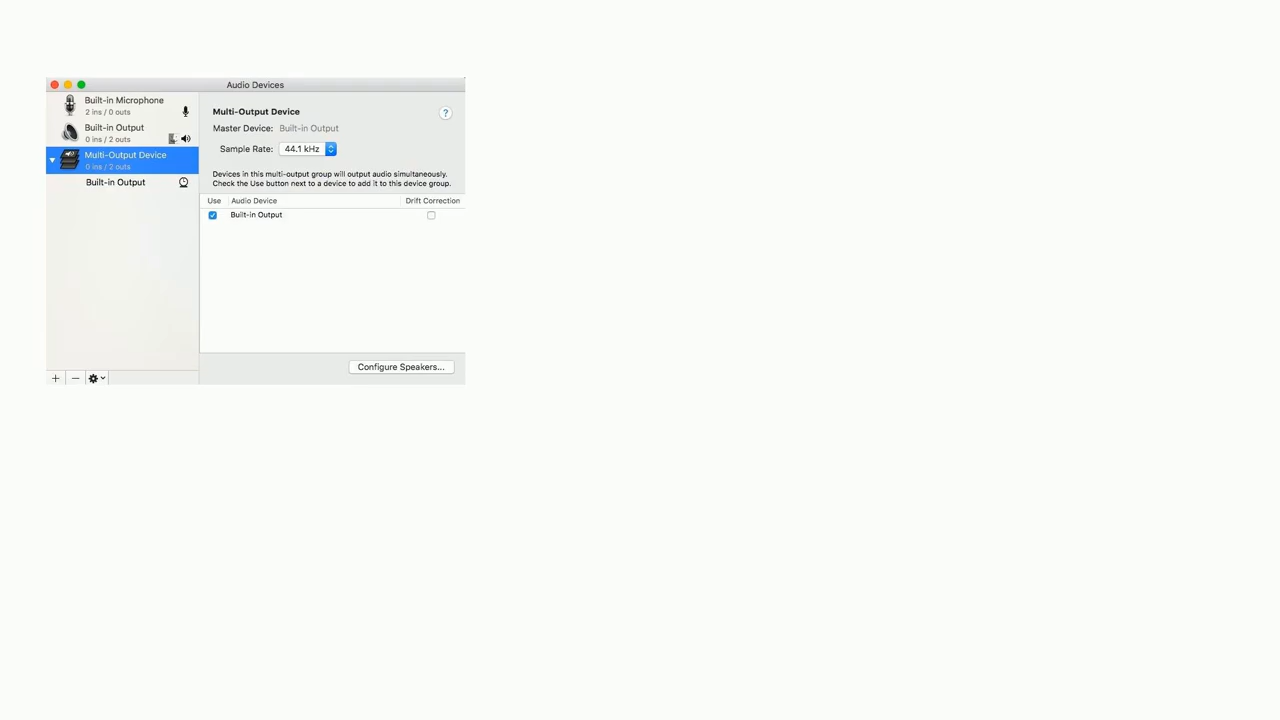 Audio Devices
Built-in Microphone
2 ins / 0 outs
Built-in Output
0 ins / 2 outs
Multi-Output Device
0 ins / 2 outs
Built-in Output
Multi-Output Device
?
Master Device: Built-in Output
Sample Rate: 44.1 kHz
Devices in this multi-output group will output audio simultaneously.
Check the Use button next to a device to add it to this device group.
Use Audio Device Drift Correction
Built-in Output
Configure Speakers...